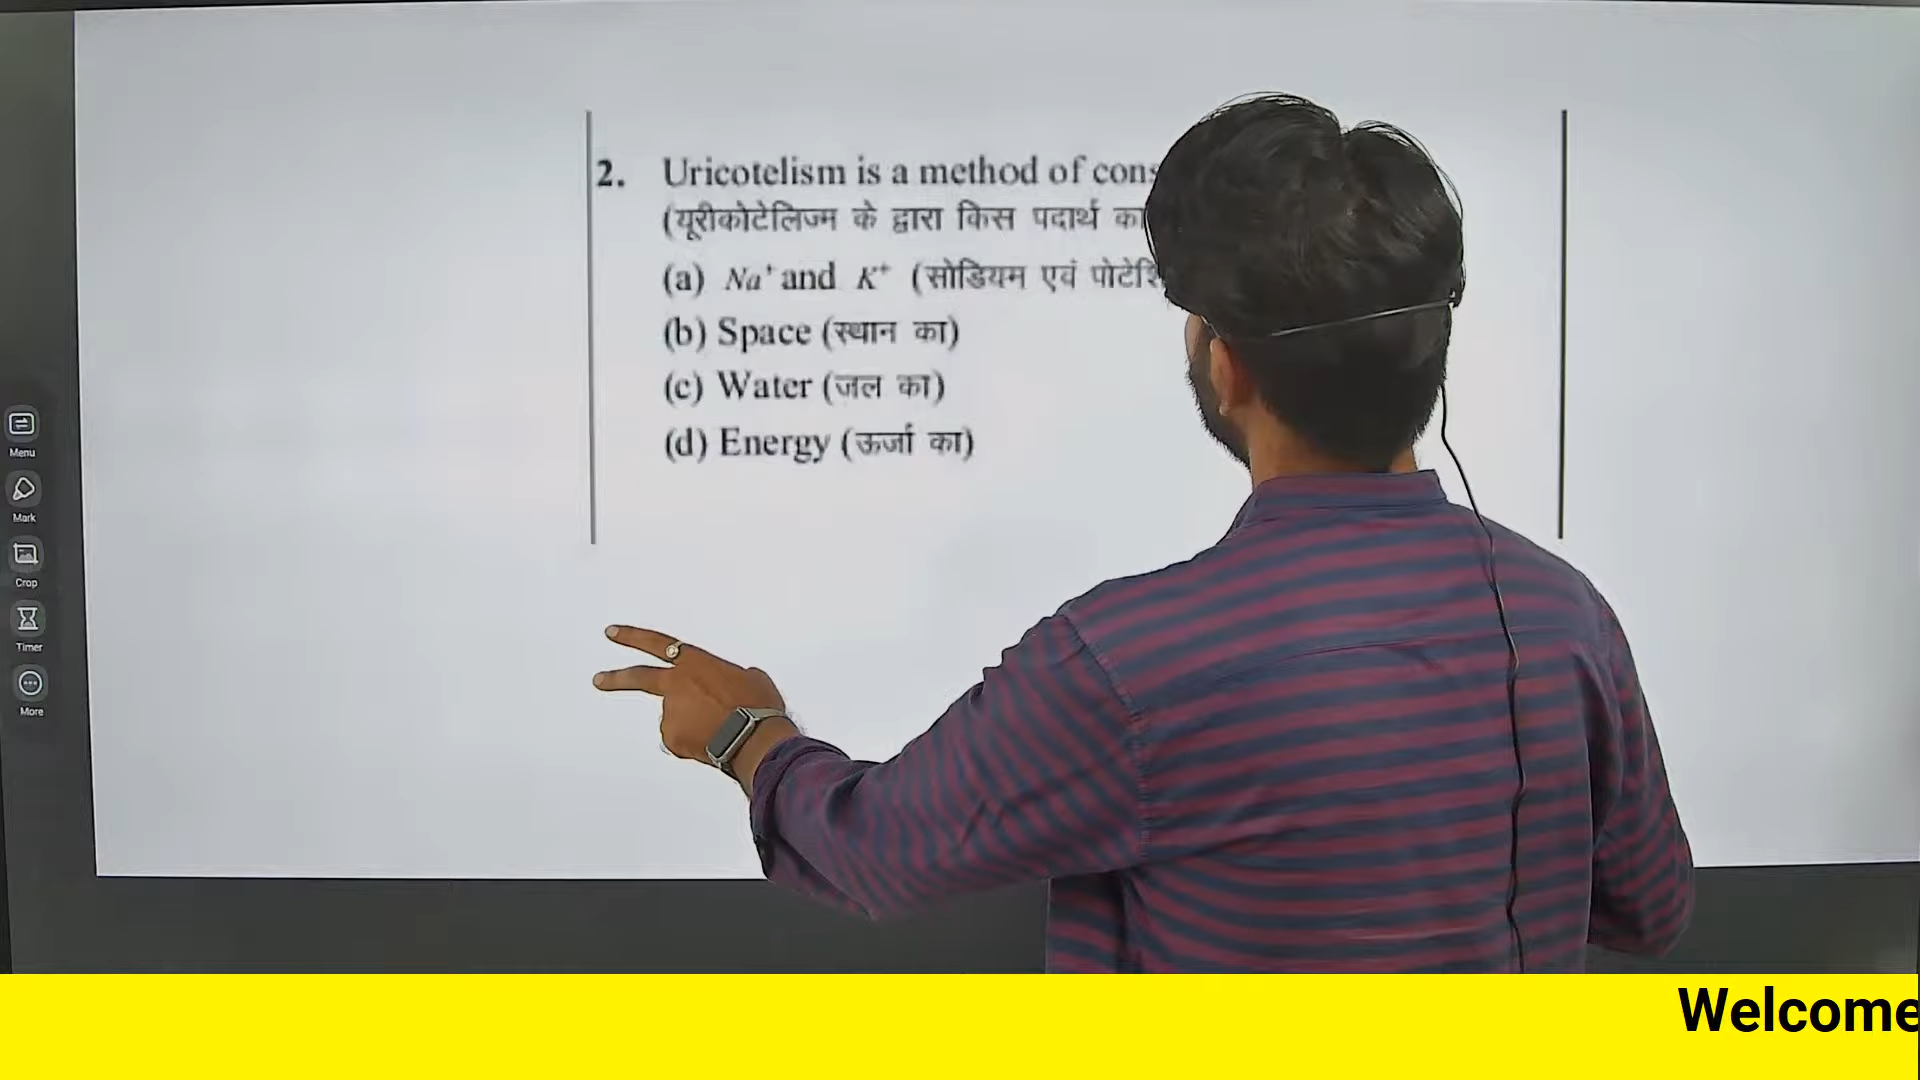 2. Uricotelism is a method of cons
(यूरीकोटेलिज्म के द्वारा किस पदार्थ का
(a) Na⁺ and K⁺ (सोडियम एवं पोटेशि
(b) Space (स्थान का)
(c) Water (जल का)
(d) Energy (ऊर्जा का)
Menu
Mark
Crop
Timer
More
Welcome